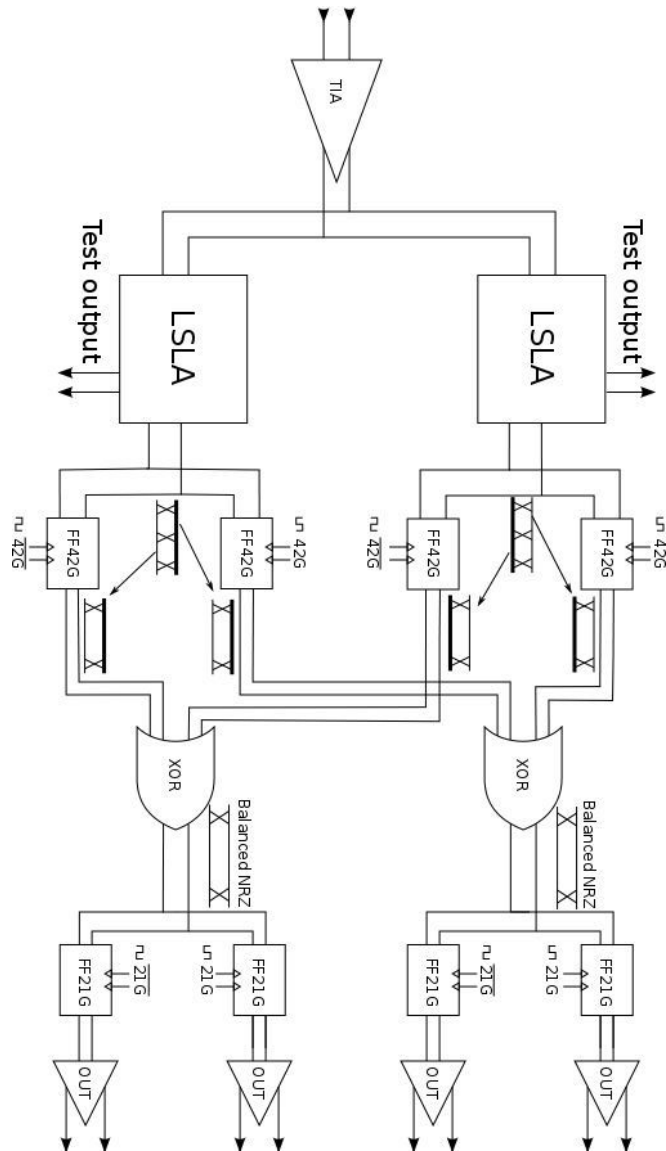 TIA
Test output
LSLA
LSLA
Test output
42G
FF42G
FF42G
42G
42G
FF42G
FF42G
42G
XOR
XOR
Balanced NRZ
Balanced NRZ
FF21G
21G
21G
FF21G
FF21G
21G
21G
FF21G
OUT
OUT
OUT
OUT